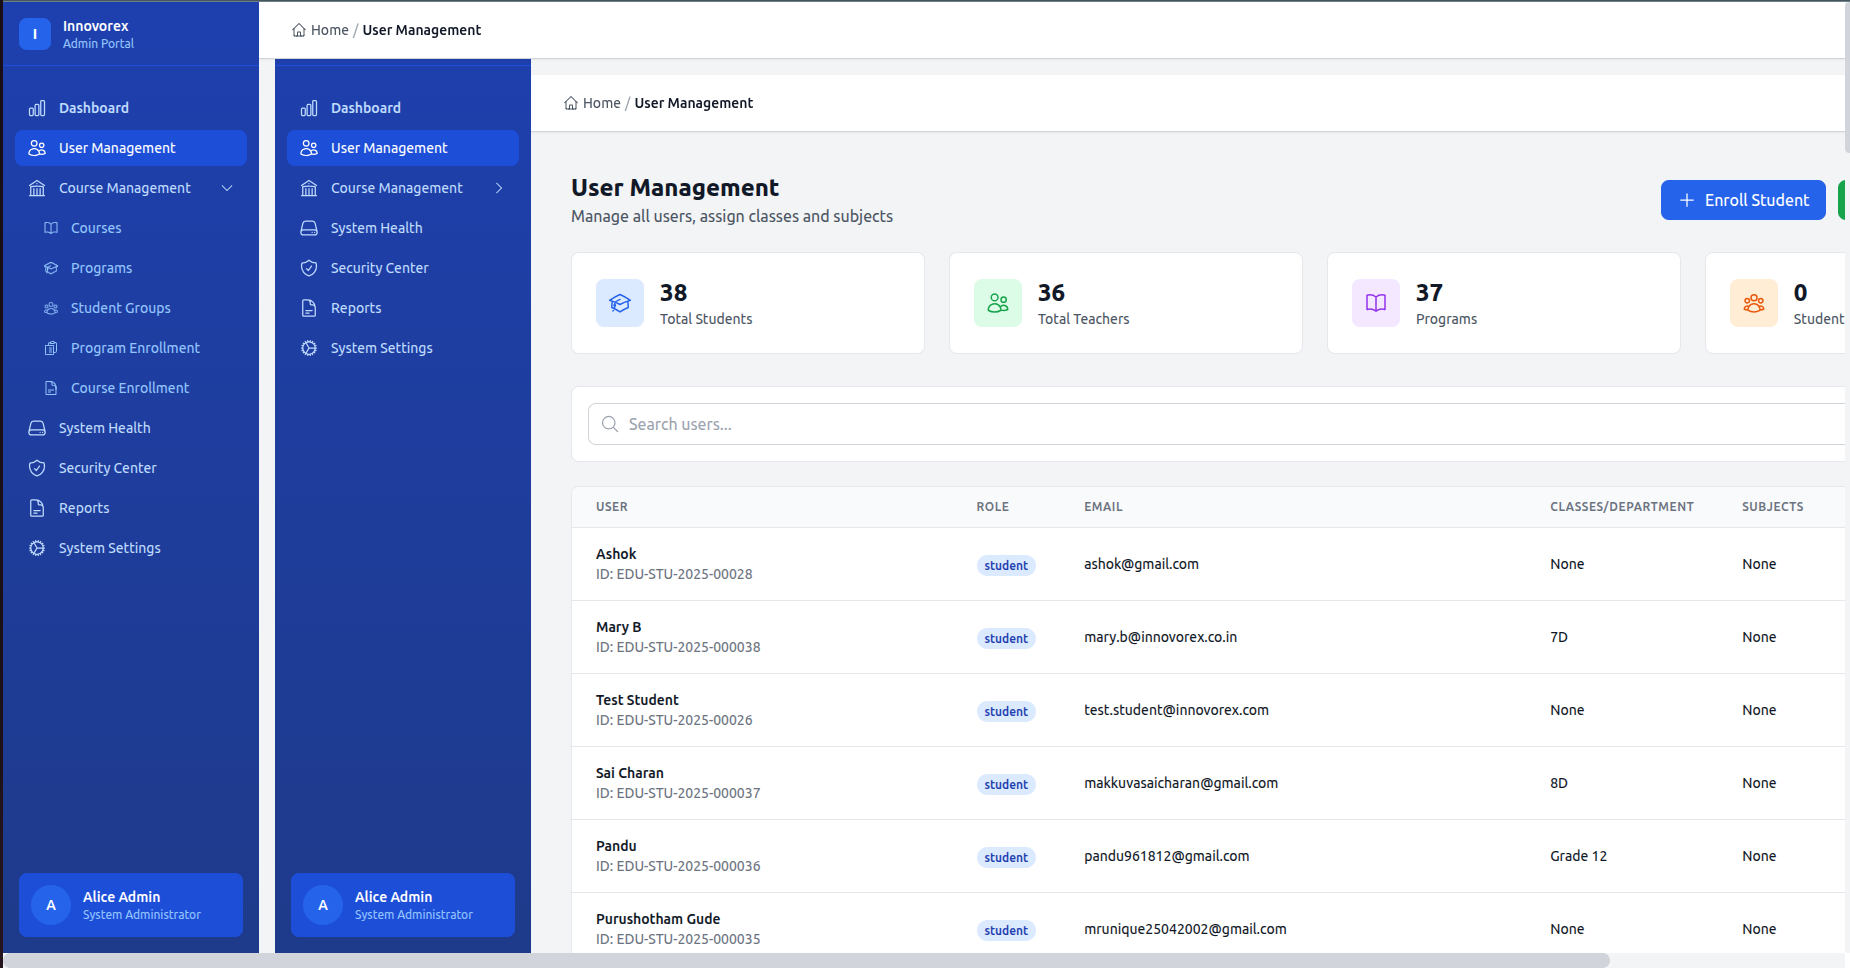 I
Innovorex
Admin Portal
Dashboard
User Management
Course Management
Courses
Programs
Student Groups
Program Enrollment
Course Enrollment
System Health
Security Center
Reports
System Settings
A
Alice Admin
System Administrator
Home / User Management
Dashboard
User Management
Course Management
System Health
Security Center
Reports
System Settings
A
Alice Admin
System Administrator
Home / User Management
User Management
Manage all users, assign classes and subjects
Enroll Student
38
Total Students
36
Total Teachers
37
Programs
0
Student
Search users...
USER ROLE EMAIL CLASSES/DEPARTMENT SUBJECTS
Ashok
ID: EDU-STU-2025-00028
student ashok@gmail.com None None
Mary B
ID: EDU-STU-2025-000038
student mary.b@innovorex.co.in 7D None
Test Student
ID: EDU-STU-2025-00026
student test.student@innovorex.com None None
Sai Charan
ID: EDU-STU-2025-000037
student makkuvasaicharan@gmail.com 8D None
Pandu
ID: EDU-STU-2025-000036
student pandu961812@gmail.com Grade 12 None
Purushotham Gude
ID: EDU-STU-2025-000035
student mrunique25042002@gmail.com None None